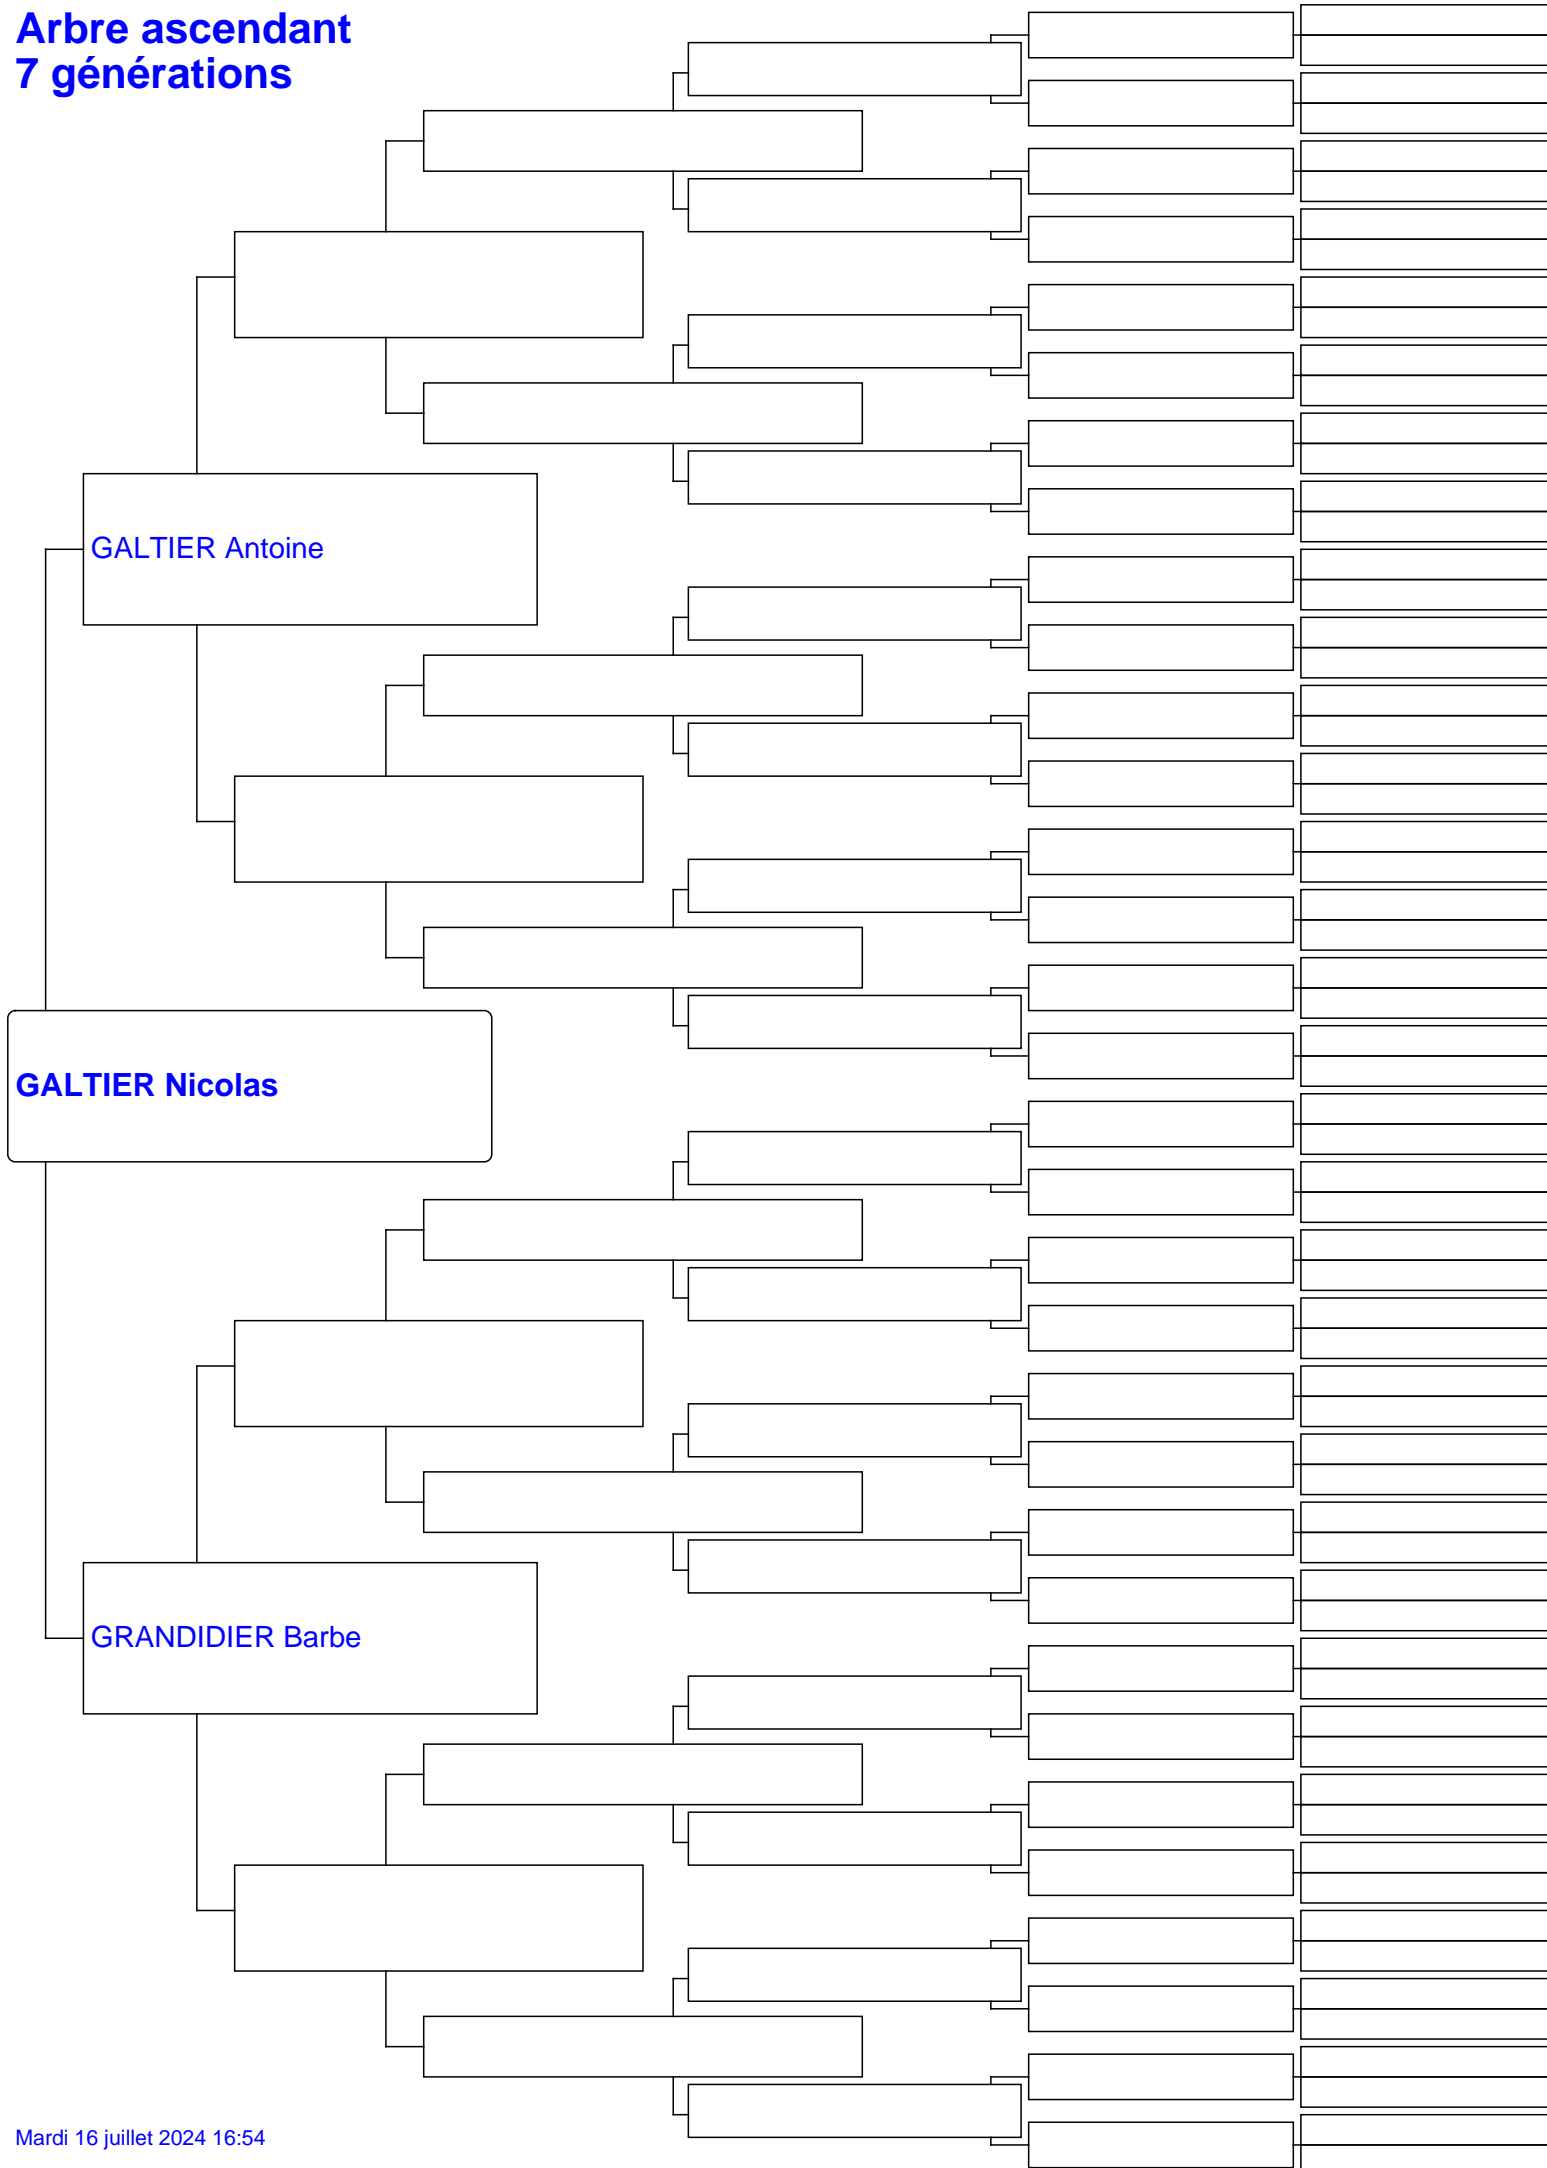 Arbre ascendant
7 générations
GALTIER Antoine
GALTIER Nicolas
GRANDIDIER Barbe
Mardi 16 juillet 2024 16:54